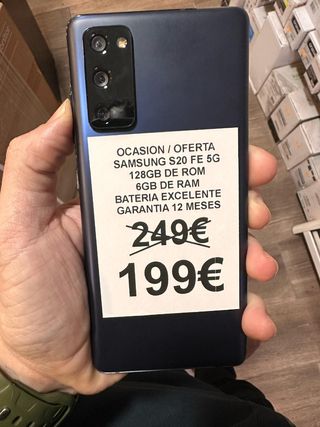 OCASION / OFERTA
SAMSUNG S20 FE 5G
128GB DE ROM
6GB DE RAM
BATERIA EXCELENTE
GARANTIA 12 MESES
249€
199€